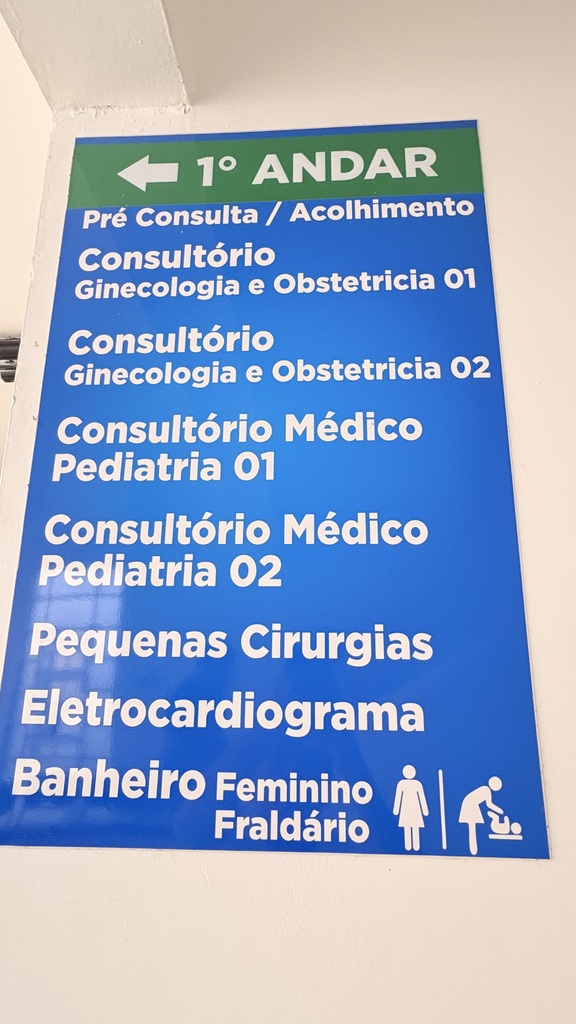 1º ANDAR
Pré Consulta / Acolhimento
Consultório
Ginecologia e Obstetricia 01
Consultório
Ginecologia e Obstetricia 02
Consultório Médico
Pediatria 01
Consultório Médico
Pediatria 02
Pequenas Cirurgias
Eletrocardiograma
Banheiro Feminino
Fraldário